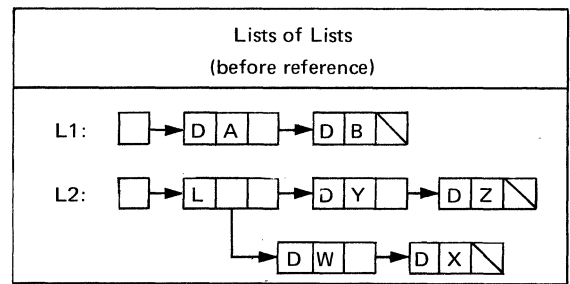 Lists of Lists
(before reference)
L1: D A D B
L2: L D Y D Z
D W D X